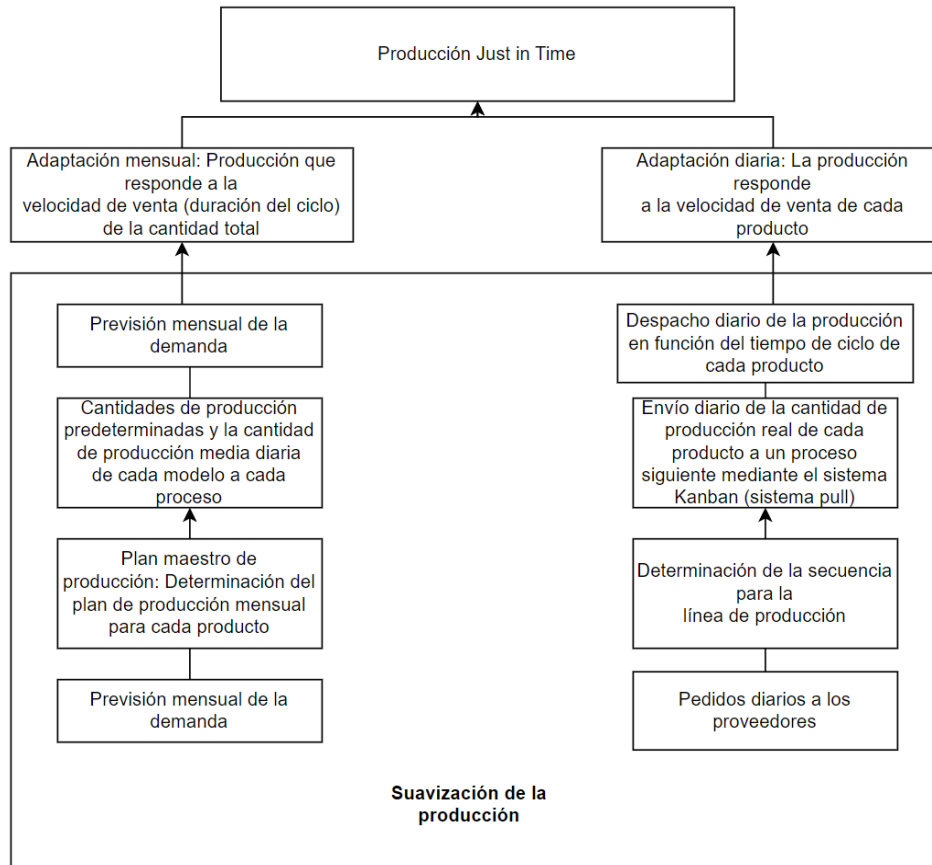 Producción Just in Time
Adaptación mensual: Producción que
responde a la
velocidad de venta (duración del ciclo)
de la cantidad total
Adaptación diaria: La producción
responde
a la velocidad de venta de cada
producto
Previsión mensual de la
demanda
Despacho diario de la producción
en función del tiempo de ciclo de
cada producto
Cantidades de producción
predeterminadas y la cantidad
de producción media diaria
de cada modelo a cada
proceso
Envío diario de la cantidad de
producción real de cada
producto a un proceso
siguiente mediante el sistema
Kanban (sistema pull)
Plan maestro de
producción: Determinación del
plan de producción mensual
para cada producto
Determinación de la secuencia
para la
línea de producción
Previsión mensual de la
demanda
Pedidos diarios a los
proveedores
Suavización de la
producción